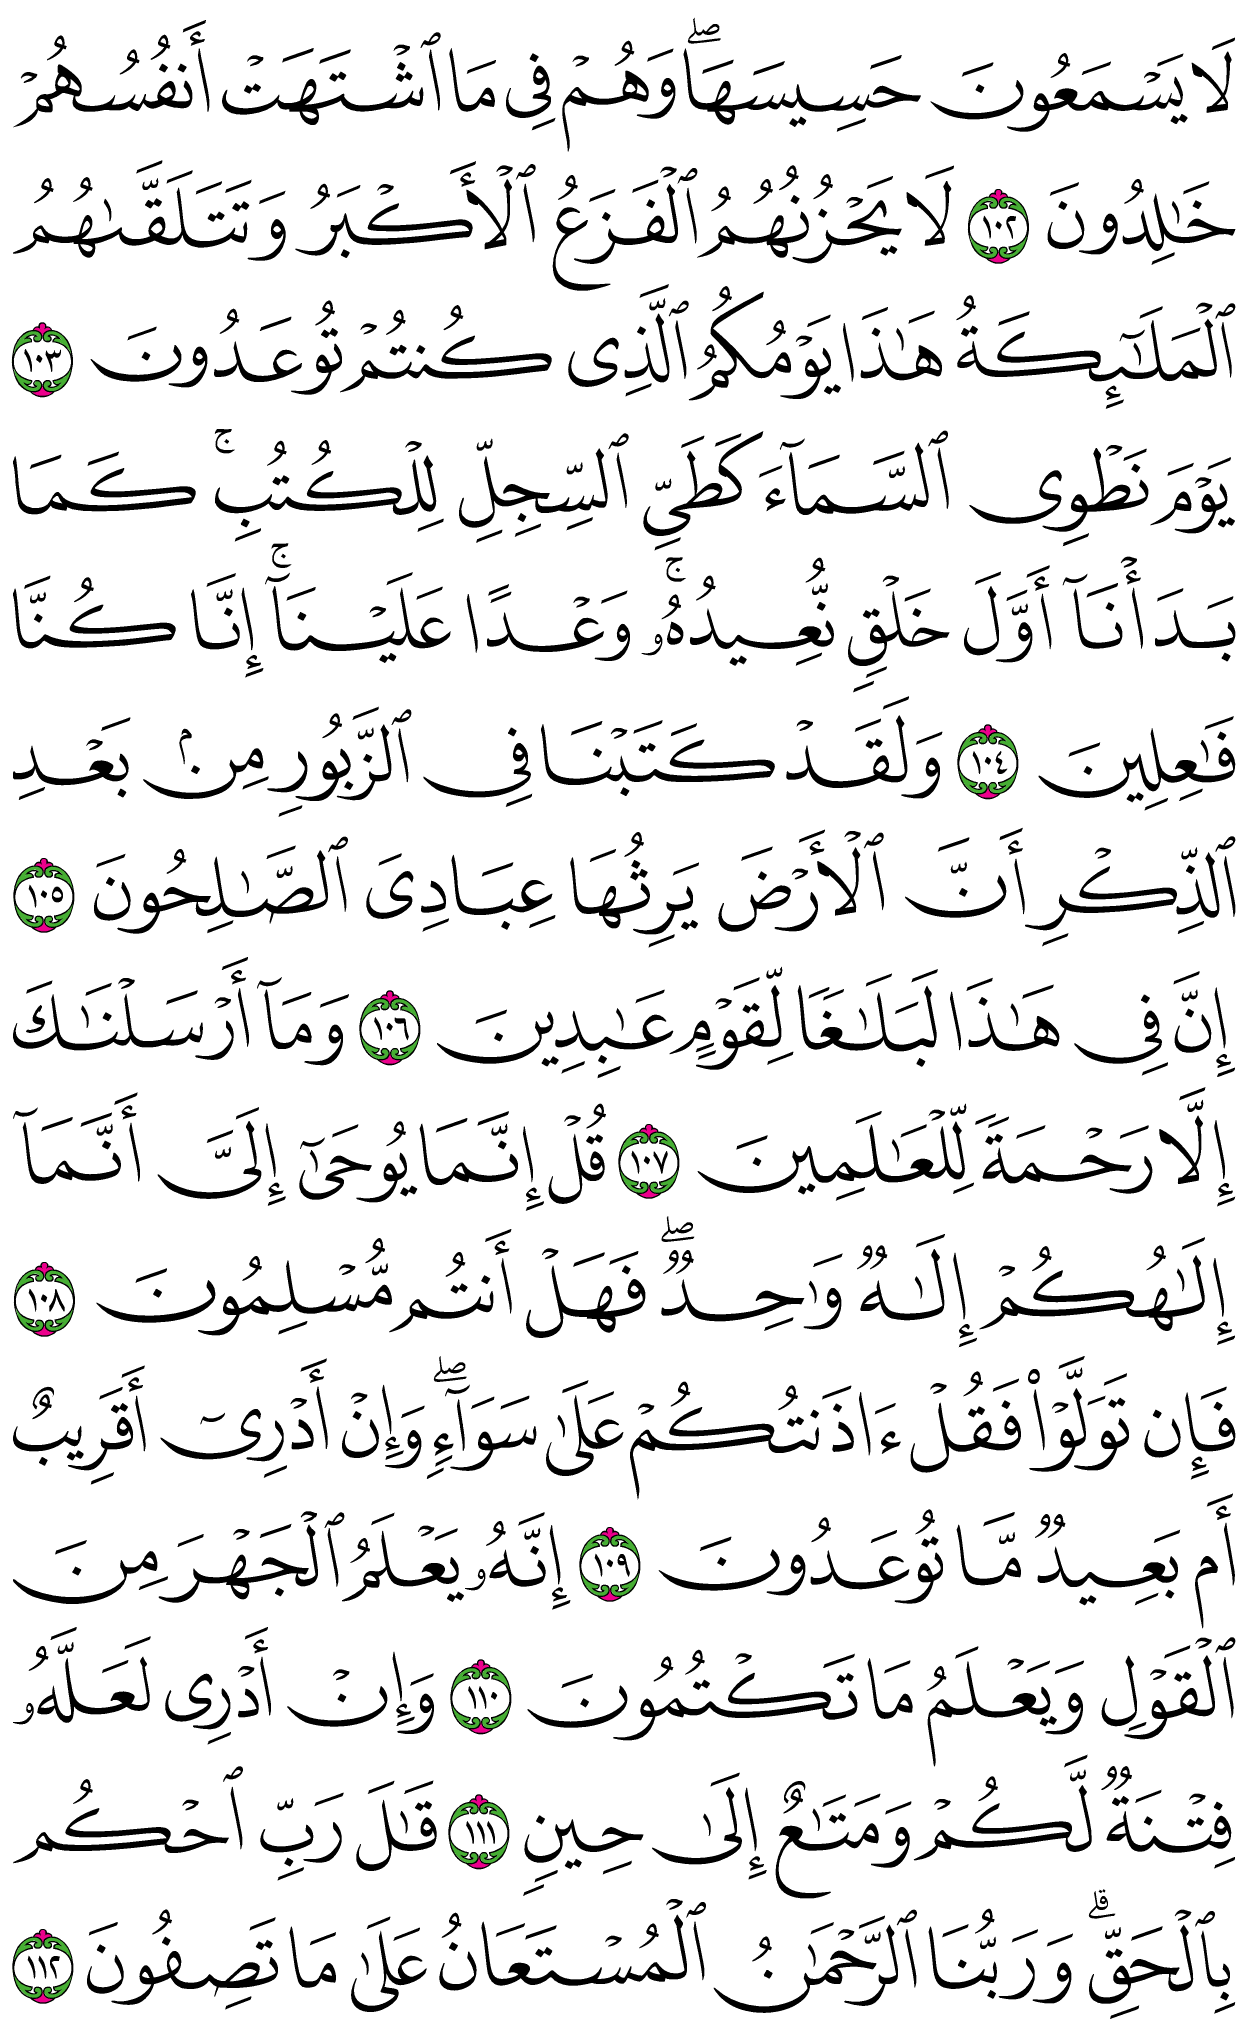 لَا يَسْمَعُونَ حَسِيسَهَا ۖ وَهُمْ فِى مَا ٱشْتَهَتْ أَنفُسُهُمْ
خَـٰلِدُونَ ١٠٢ لَا يَحْزُنُهُمُ ٱلْفَزَعُ ٱلْأَكْبَرُ وَتَتَلَقَّىٰهُمُ
ٱلْمَلَـٰٓئِكَةُ هَـٰذَا يَوْمُكُمُ ٱلَّذِى كُنتُمْ تُوعَدُونَ ١٠٣
يَوْمَ نَطْوِى ٱلسَّمَآءَ كَطَىِّ ٱلسِّجِلِّ لِلْكُتُبِ ۚ كَمَا
بَدَأْنَآ أَوَّلَ خَلْقٍ نُّعِيدُهُۥ ۚ وَعْدًا عَلَيْنَآ ۚ إِنَّا كُنَّا
فَـٰعِلِينَ ١٠٤ وَلَقَدْ كَتَبْنَا فِى ٱلزَّبُورِ مِنۢ بَعْدِ
ٱلذِّكْرِ أَنَّ ٱلْأَرْضَ يَرِثُهَا عِبَادِىَ ٱلصَّـٰلِحُونَ ١٠٥
إِنَّ فِى هَـٰذَا لَبَلَـٰغًا لِّقَوْمٍ عَـٰبِدِينَ ١٠٦ وَمَآ أَرْسَلْنَـٰكَ
إِلَّا رَحْمَةً لِّلْعَـٰلَمِينَ ١٠٧ قُلْ إِنَّمَا يُوحَىٰٓ إِلَىَّ أَنَّمَآ
إِلَـٰهُكُمْ إِلَـٰهٌ وَٰحِدٌ ۖ فَهَلْ أَنتُم مُّسْلِمُونَ ١٠٨
فَإِن تَوَلَّوْا۟ فَقُلْ ءَاذَنتُكُمْ عَلَىٰ سَوَآءٍ ۖ وَإِنْ أَدْرِىٓ أَقَرِيبٌ
أَم بَعِيدٌ مَّا تُوعَدُونَ ١٠٩ إِنَّهُۥ يَعْلَمُ ٱلْجَهْرَ مِنَ
ٱلْقَوْلِ وَيَعْلَمُ مَا تَكْتُمُونَ ١١٠ وَإِنْ أَدْرِى لَعَلَّهُۥ
فِتْنَةٌ لَّكُمْ وَمَتَـٰعٌ إِلَىٰ حِينٍ ١١١ قَـٰلَ رَبِّ ٱحْكُم
بِٱلْحَقِّ ۗ وَرَبُّنَا ٱلرَّحْمَـٰنُ ٱلْمُسْتَعَانُ عَلَىٰ مَا تَصِفُونَ ١١٢